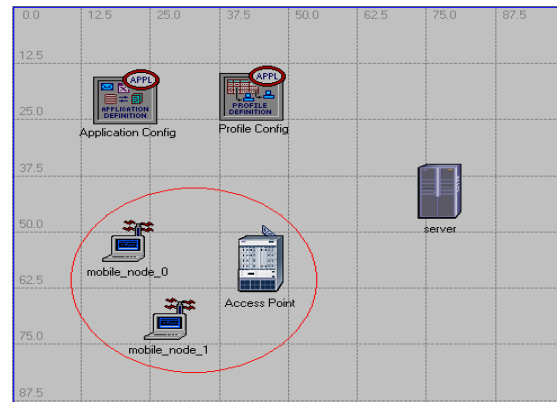 0.0 12.5 25.0 37.5 50.0 62.5 75.0 87.5
12.5
25.0
37.5
50.0
62.5
75.0
87.5
APPL
APPLICATION
DEFINITION
Application Config
APPL
PROFILE
DEFINITION
Profile Config
server
mobile_node_0
Access Point
mobile_node_1